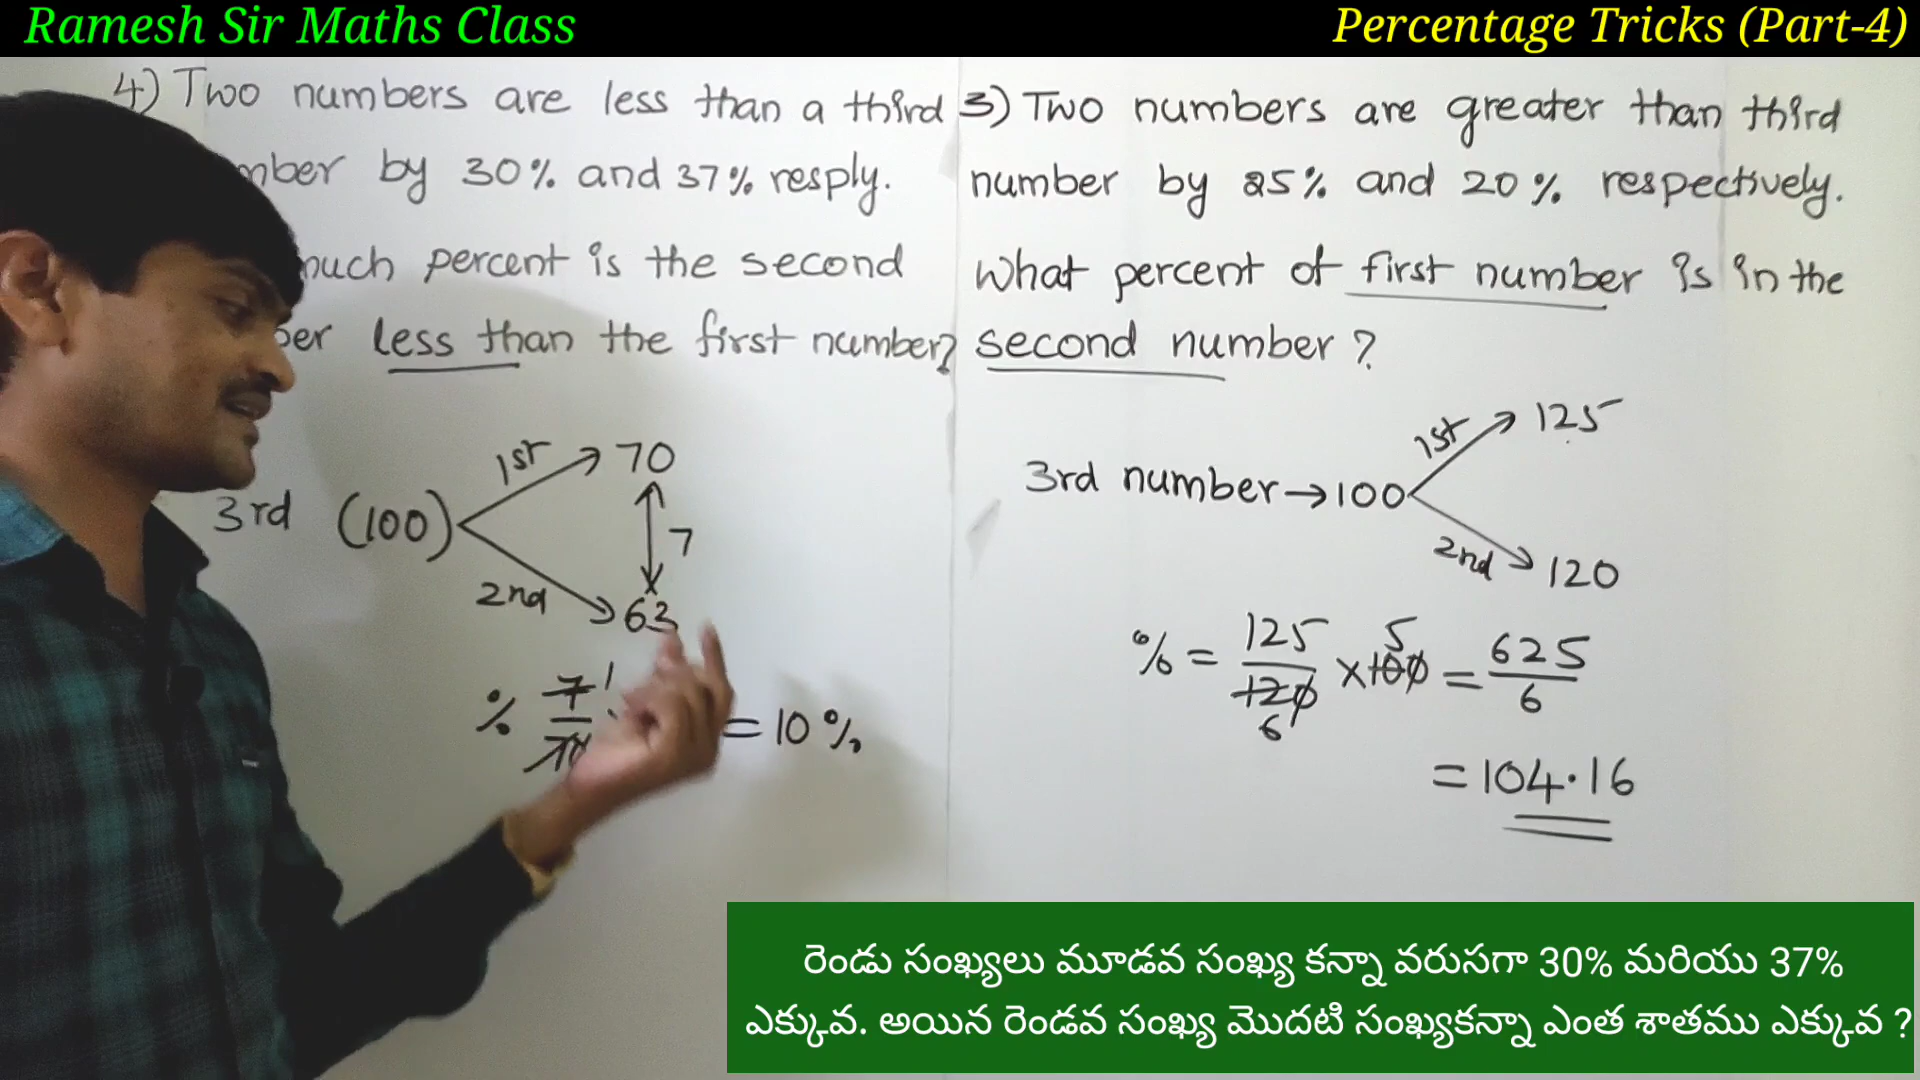 Ramesh Sir Maths Class
Percentage Tricks (Part-4)
4) Two numbers are less than a third
by 30% and 37% resply.
percent is the second
less than the first number?
3rd (100)
1st
70
7
2nd
63
% 7 1
= 10%
3) Two numbers are greater than third
number by 25% and 20% respectively.
What percent of first number is in the
second number?
3rd number → 100
1st
125
2nd
120
% = 125/120 × 100 = 625/6
5
6
= 104.16
రెండు సంఖ్యలు మూడవ సంఖ్య కన్నా వరుసగా 30% మరియు 37%
ఎక్కువ. అయిన రెండవ సంఖ్య మొదటి సంఖ్యకన్నా ఎంత శాతము ఎక్కువ ?